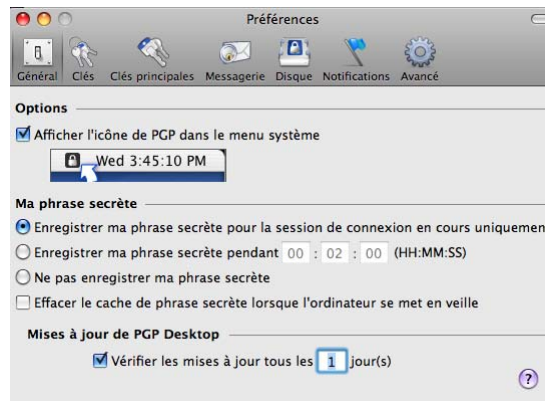 Préférences
Général Clés Clés principales Messagerie Disque Notifications Avancé
Options
Afficher l'icône de PGP dans le menu système
Wed 3:45:10 PM
Ma phrase secrète
Enregistrer ma phrase secrète pour la session de connexion en cours uniquemen
Enregistrer ma phrase secrète pendant 00 : 02 : 00 (HH:MM:SS)
Ne pas enregistrer ma phrase secrète
Effacer le cache de phrase secrète lorsque l'ordinateur se met en veille
Mises à jour de PGP Desktop
Vérifier les mises à jour tous les 1 jour(s)
?